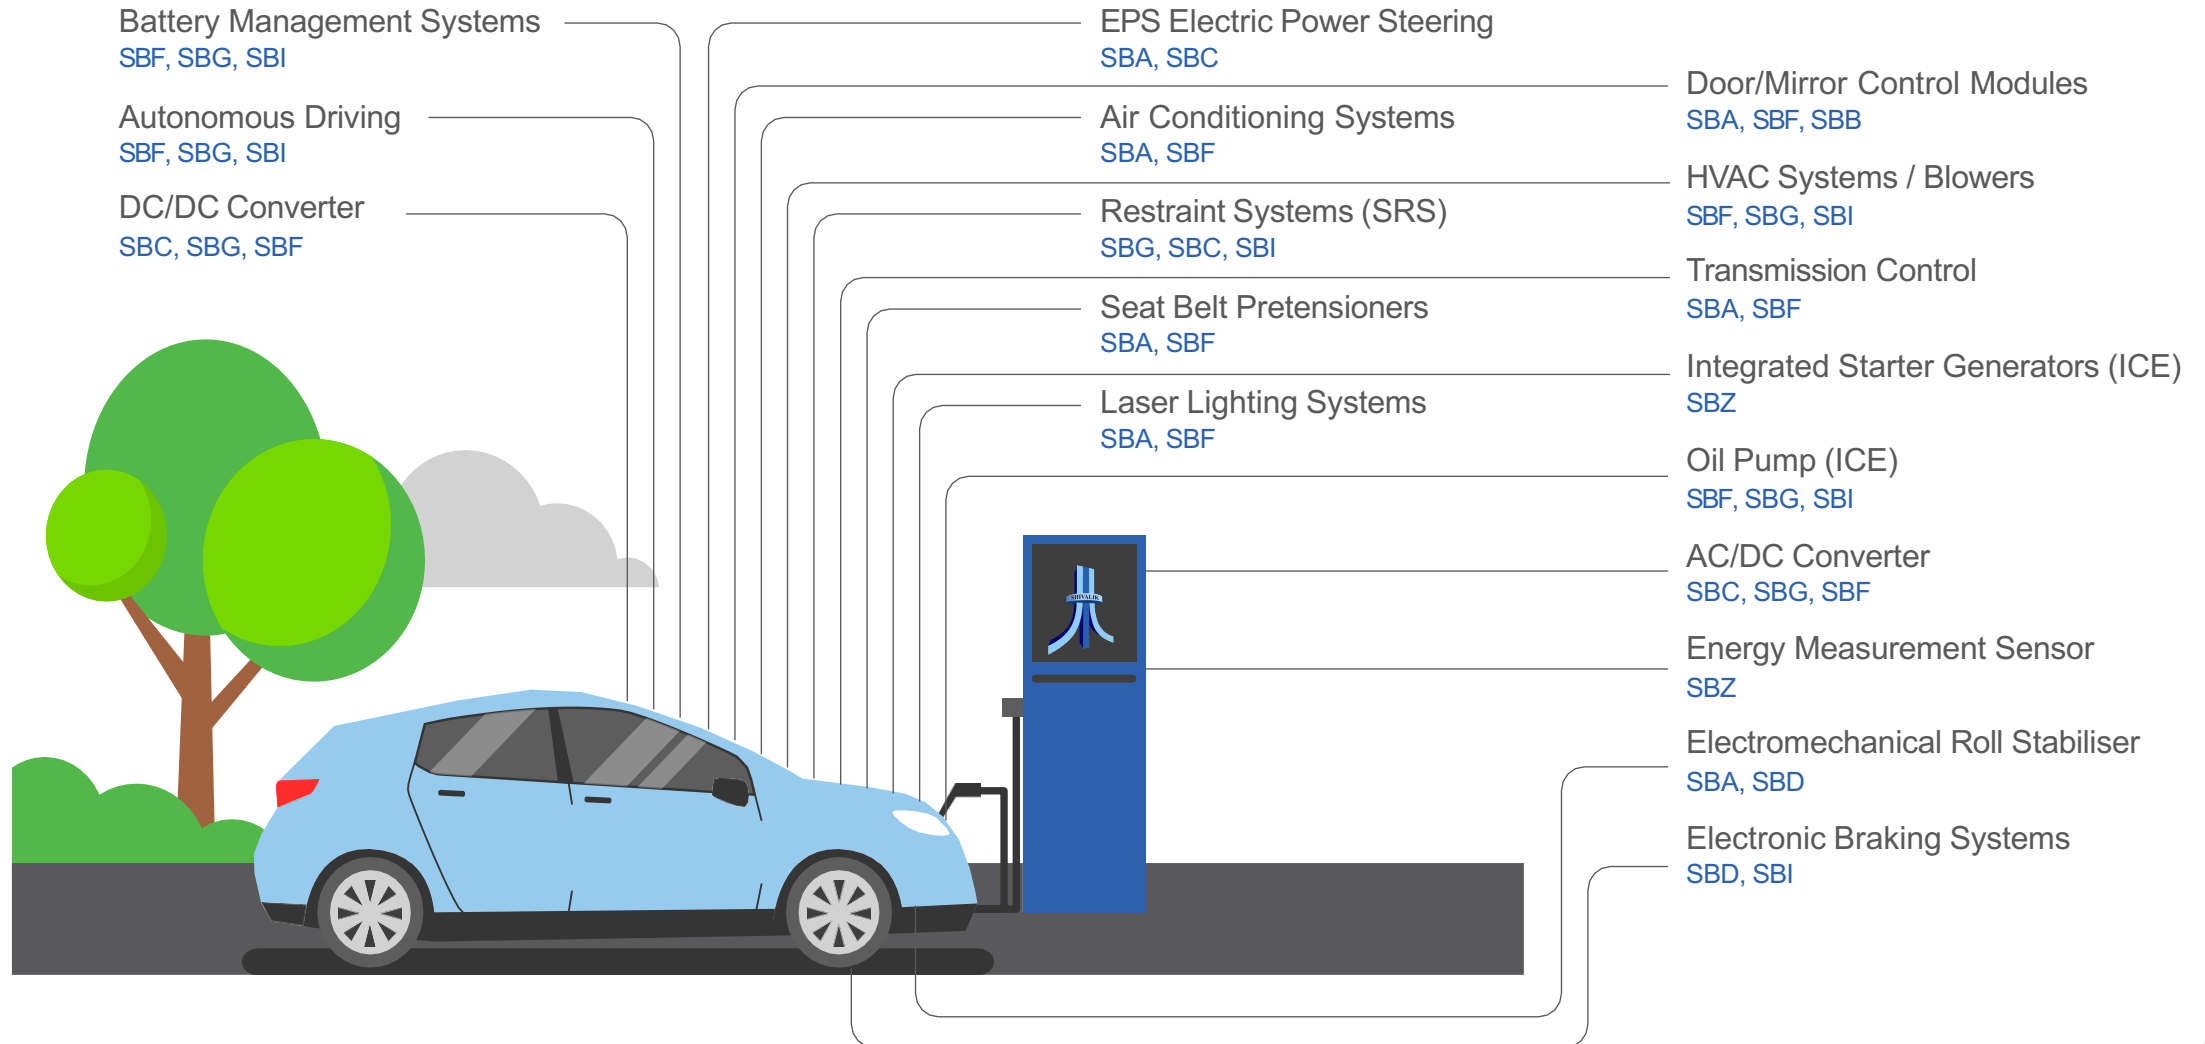 Battery Management Systems
SBF, SBG, SBI
Autonomous Driving
SBF, SBG, SBI
DC/DC Converter
SBC, SBG, SBF
EPS Electric Power Steering
SBA, SBC
Air Conditioning Systems
SBA, SBF
Restraint Systems (SRS)
SBG, SBC, SBI
Seat Belt Pretensioners
SBA, SBF
Laser Lighting Systems
SBA, SBF
Door/Mirror Control Modules
SBA, SBF, SBB
HVAC Systems / Blowers
SBF, SBG, SBI
Transmission Control
SBA, SBF
Integrated Starter Generators (ICE)
SBZ
Oil Pump (ICE)
SBF, SBG, SBI
AC/DC Converter
SBC, SBG, SBF
Energy Measurement Sensor
SBZ
Electromechanical Roll Stabiliser
SBA, SBD
Electronic Braking Systems
SBD, SBI
SHIVALIK